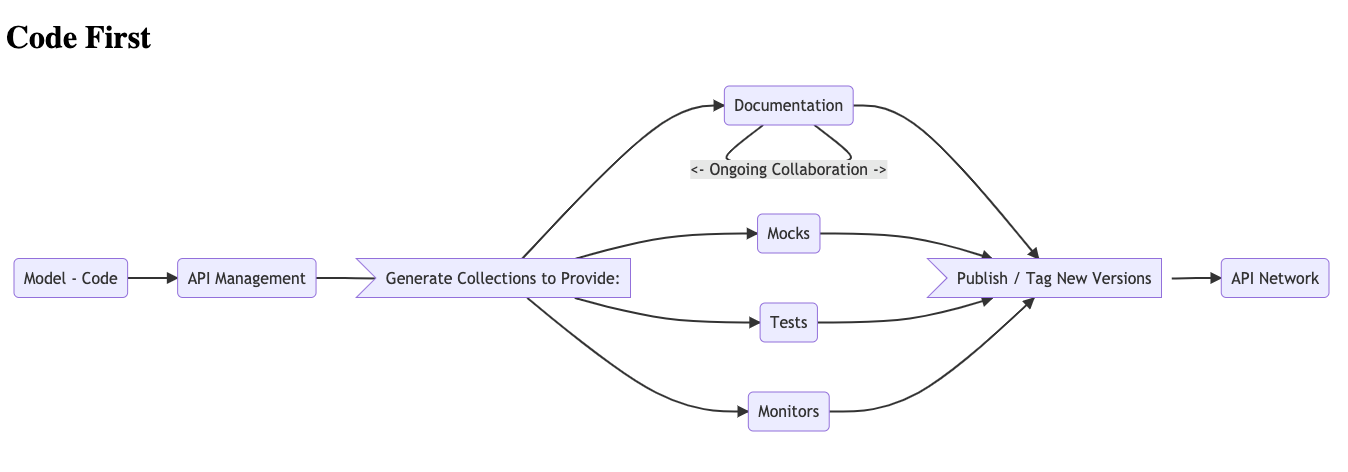 Code First
Documentation
<- Ongoing Collaboration ->
Mocks
Model - Code
API Management
Generate Collections to Provide:
Publish / Tag New Versions
API Network
Tests
Monitors